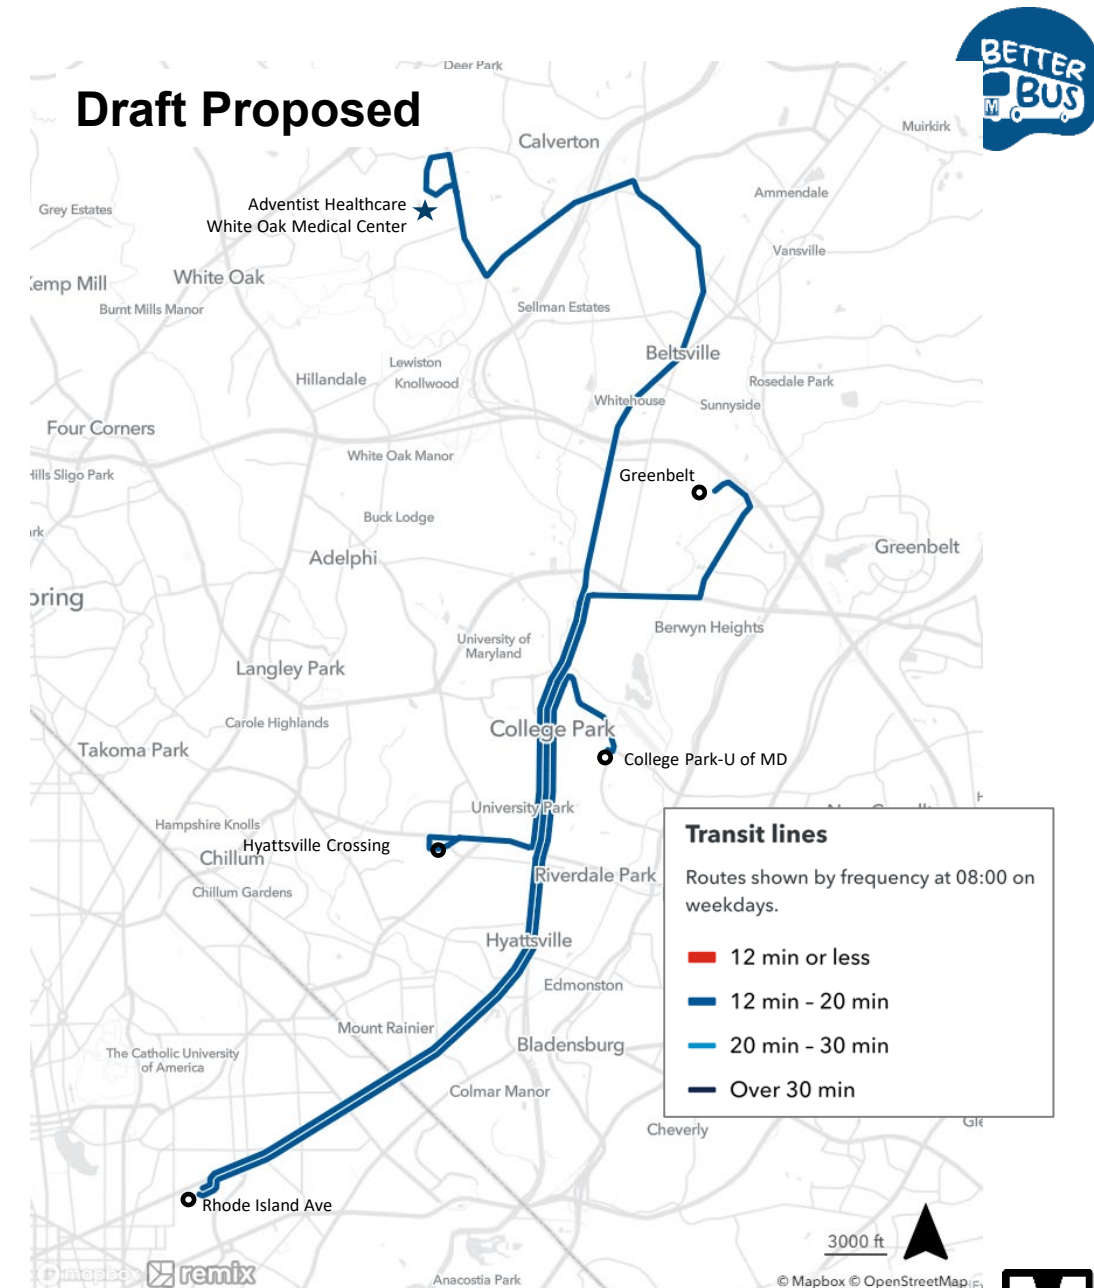 BETTER
BUS
M
Draft Proposed
Deer Park
Calverton
Muirkirk
Ammendale
Grey Estates
Adventist Healthcare
White Oak Medical Center
Vansville
White Oak
Kemp Mill
Burnt Mills Manor
Sellman Estates
Beltsville
Lewiston
Hillandale
Knollwood
Rosedale Park
Whitehouse
Sunnyside
Four Corners
White Oak Manor
Hills Sligo Park
Greenbelt
Buck Lodge
ark
Adelphi
Greenbelt
pring
Berwyn Heights
University of
Maryland
Langley Park
Carole Highlands
College Park
Takoma Park
College Park-U of MD
University Park
Hampshire Knolls
Hyattsville Crossing
Chillum
Riverdale Park
Chillum Gardens
Transit lines
Routes shown by frequency at 08:00 on
weekdays.
12 min or less
12 min – 20 min
20 min – 30 min
Over 30 min
Hyattsville
Edmonston
Mount Rainier
Bladensburg
The Catholic University
of America
Colmar Manor
Cheverly
Gle
Rhode Island Ave
3000 ft
mapbox
remix
Anacostia Park
© Mapbox © OpenStreetMap